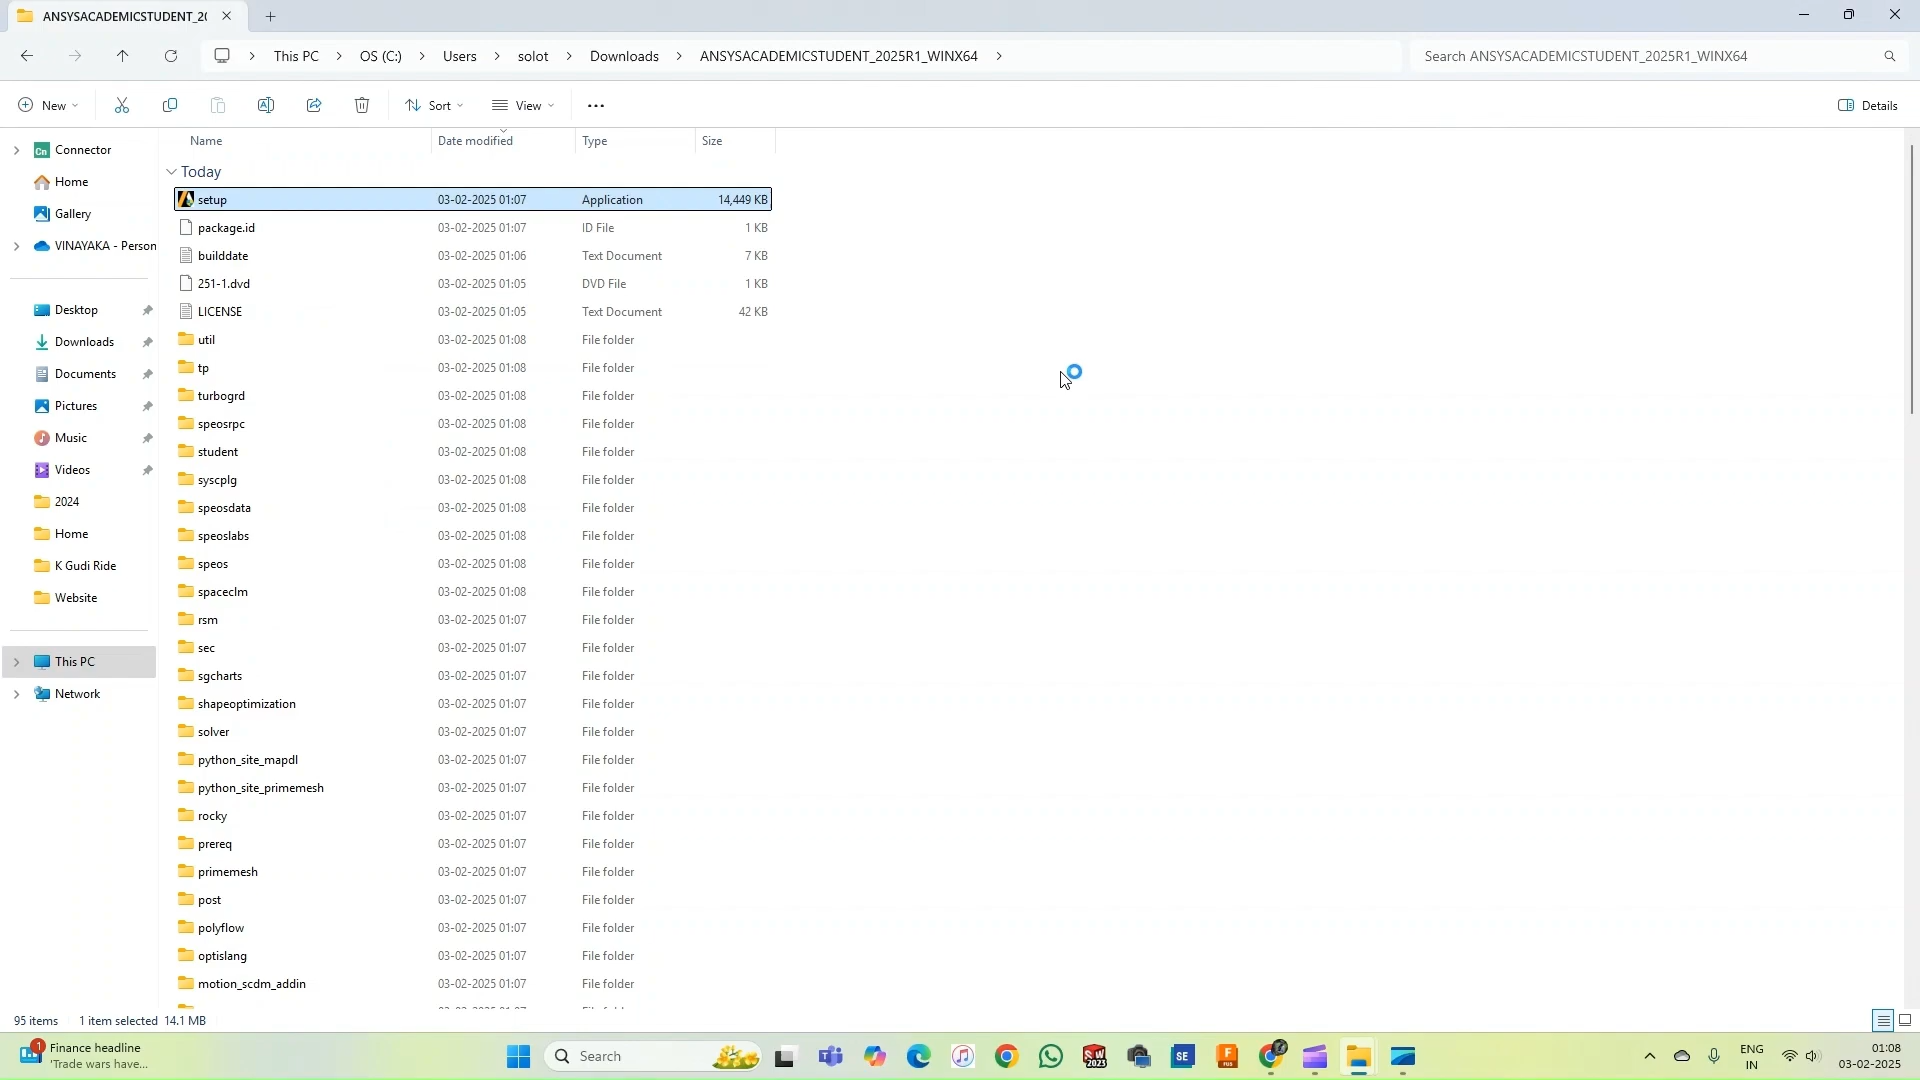 ANSYSACADEMICSTUDENT_20
This PC > OS (C:) > Users > solot > Downloads > ANSYSACADEMICSTUDENT_2025R1_WINX64 >
Search ANSYSACADEMICSTUDENT_2025R1_WINX64
New Sort View ... Details
Name Date modified Type Size
Today
setup 03-02-2025 01:07 Application 14,449 KB
package.id 03-02-2025 01:07 ID File 1 KB
builddate 03-02-2025 01:06 Text Document 7 KB
251-1.dvd 03-02-2025 01:05 DVD File 1 KB
LICENSE 03-02-2025 01:05 Text Document 42 KB
util 03-02-2025 01:08 File folder
tp 03-02-2025 01:08 File folder
turbogrd 03-02-2025 01:08 File folder
speosrpc 03-02-2025 01:08 File folder
student 03-02-2025 01:08 File folder
syscplg 03-02-2025 01:08 File folder
speosdata 03-02-2025 01:08 File folder
speoslabs 03-02-2025 01:08 File folder
speos 03-02-2025 01:08 File folder
spaceclm 03-02-2025 01:08 File folder
rsm 03-02-2025 01:07 File folder
sec 03-02-2025 01:07 File folder
sgcharts 03-02-2025 01:07 File folder
shapeoptimization 03-02-2025 01:07 File folder
solver 03-02-2025 01:07 File folder
python_site_mapdl 03-02-2025 01:07 File folder
python_site_primemesh 03-02-2025 01:07 File folder
rocky 03-02-2025 01:07 File folder
prereq 03-02-2025 01:07 File folder
primemesh 03-02-2025 01:07 File folder
post 03-02-2025 01:07 File folder
polyflow 03-02-2025 01:07 File folder
optislang 03-02-2025 01:07 File folder
motion_scdm_addin 03-02-2025 01:07 File folder
Connector
Home
Gallery
VINAYAKA - Person
Desktop
Downloads
Documents
Pictures
Music
Videos
2024
Home
K Gudi Ride
Website
This PC
Network
95 items 1 item selected 14.1 MB
1 Finance headline
'Trade wars have...
Search
ENG
IN
01:08
03-02-2025